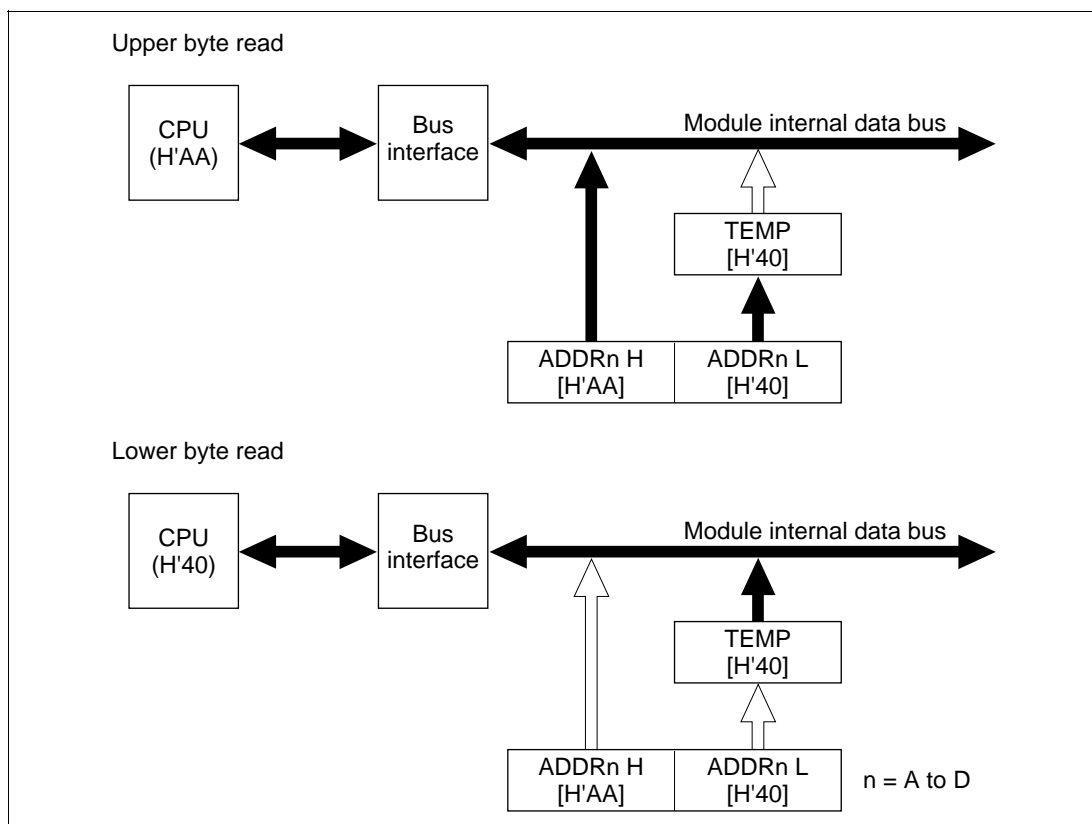 Upper byte read
CPU
(H'AA)
Bus
interface
Module internal data bus
TEMP
[H'40]
ADDRn H
[H'AA]
ADDRn L
[H'40]
Lower byte read
CPU
(H'40)
Bus
interface
Module internal data bus
TEMP
[H'40]
ADDRn H
[H'AA]
ADDRn L
[H'40]
n = A to D